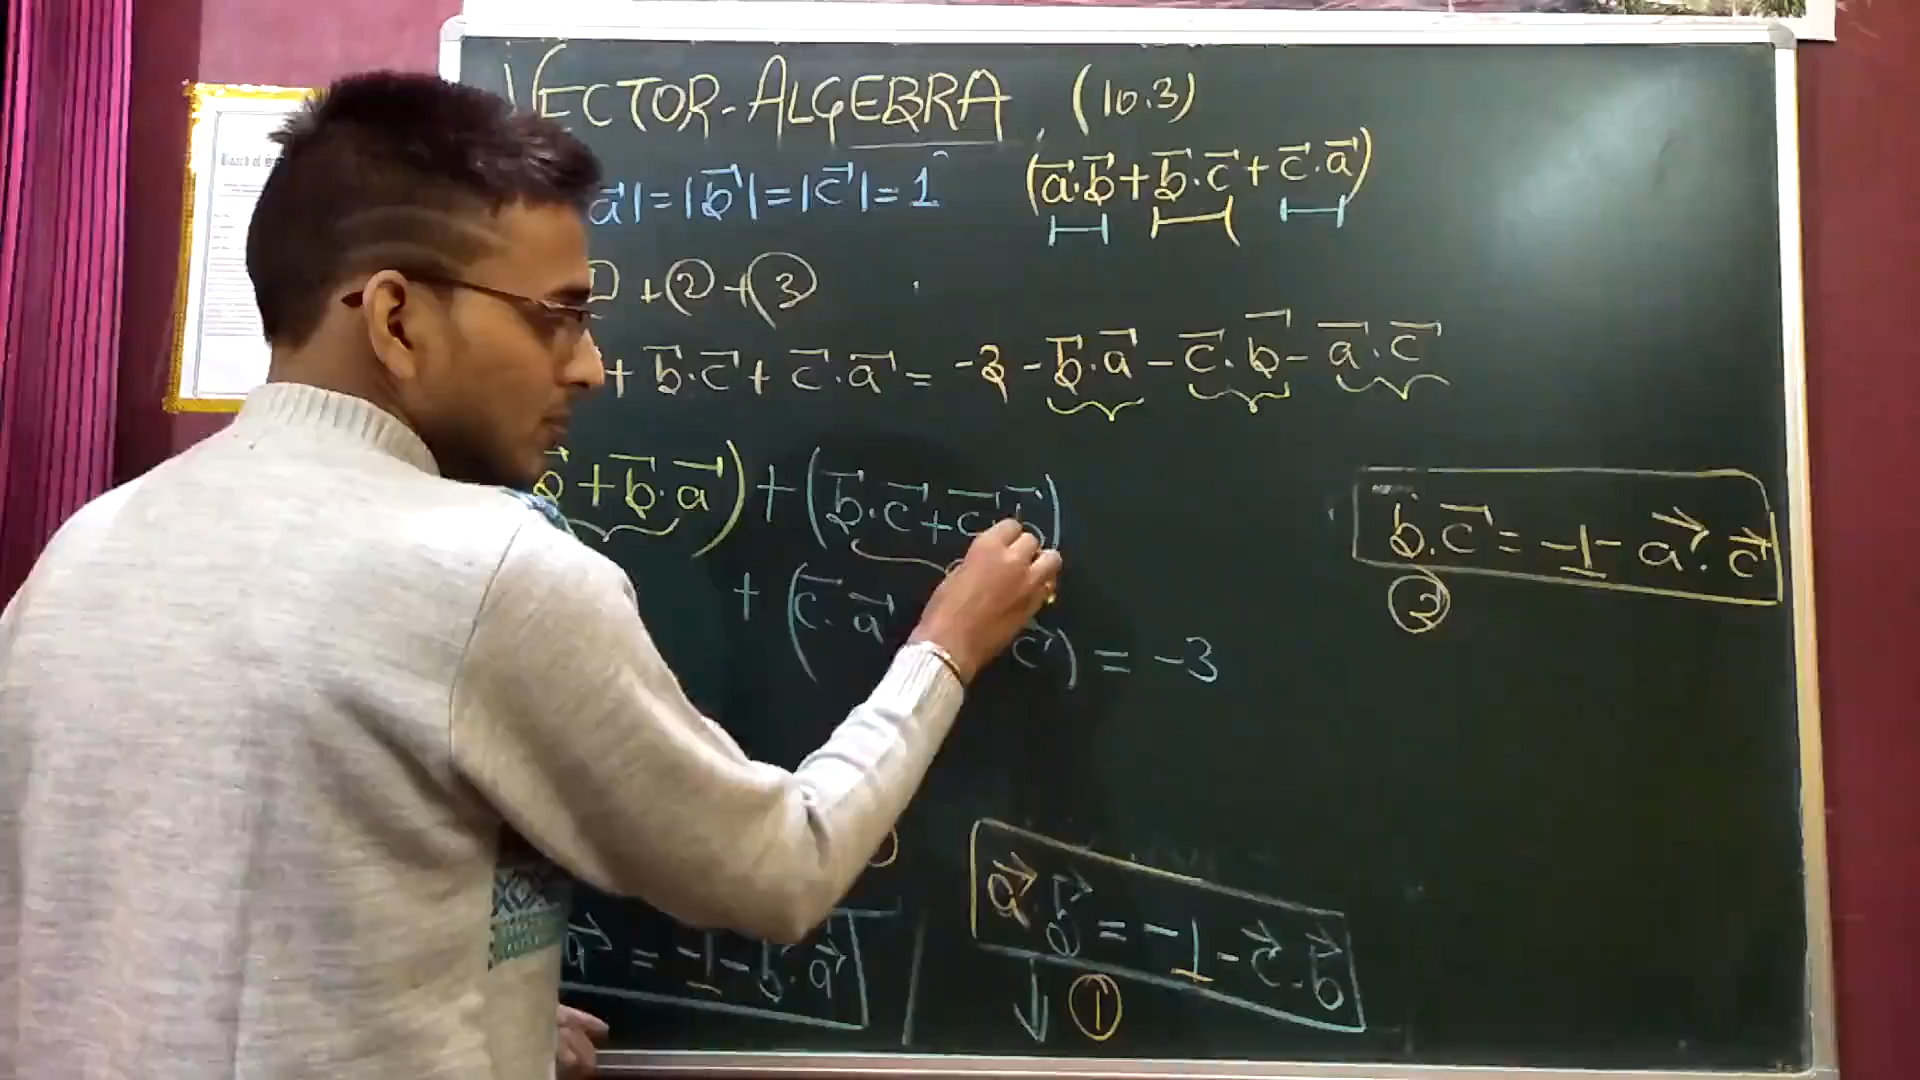 VECTOR-ALGEBRA (10.3)
a⃗|=|b⃗|=|c⃗|=1
(a⃗.b⃗+b⃗.c⃗+c⃗.a⃗)
+②+③
+ b⃗.c⃗ + c⃗.a⃗ = -3 - b⃗.a⃗ - c⃗.b⃗ - a⃗.c⃗
b⃗+b⃗.a⃗)+(b⃗.c⃗+c⃗.b⃗)
+ (c⃗.a⃗ c⃗) = -3
b⃗.c⃗ = -1- a⃗.c⃗
②
a⃗ = -1-b⃗.a⃗
a⃗.b⃗ = -1-c⃗.b⃗
↓ ①